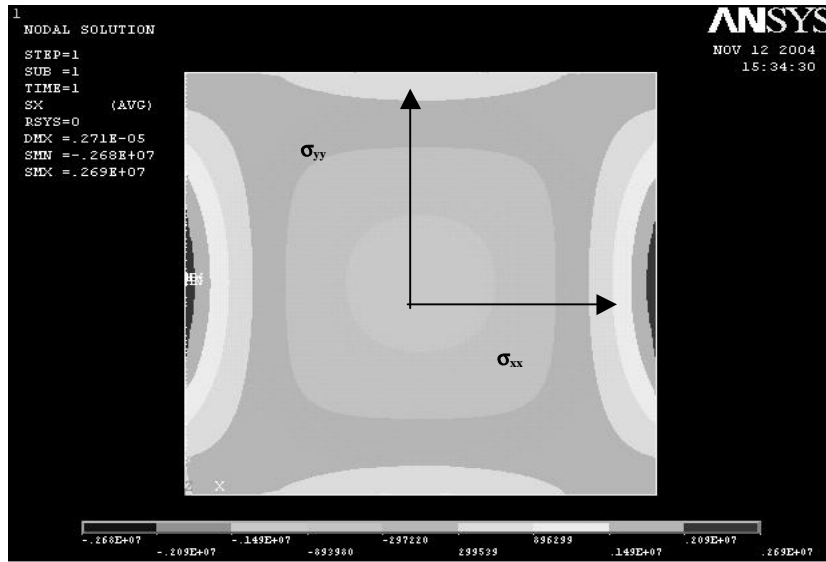 1
NODAL SOLUTION
STEP=1
SUB =1
TIME=1
SX (AVG)
RSYS=0
DMX =.271E-05
SMN =-.268E+07
SMX =.269E+07
ANSYS
NOV 12 2004
15:34:30
σyy
σxx
Z X
-.268E+07 -.149E+07 -297220 896299 .209E+07
-.209E+07 -893980 299539 .149E+07 .269E+07